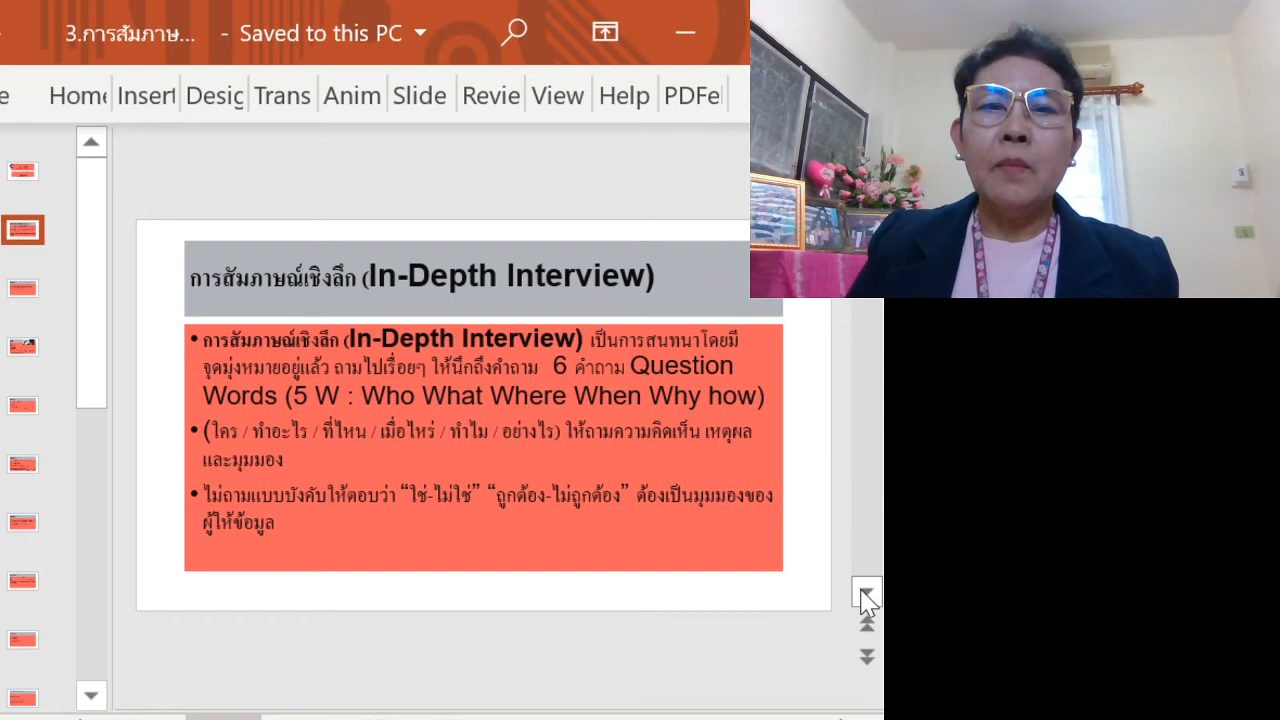 3.การสัมภาษ... - Saved to this PC
e Home Insert Desig Trans Anim Slide Revie View Help PDFel
การสัมภาษณ์เชิงลึก (In-Depth Interview)
• การสัมภาษณ์เชิงลึก (In-Depth Interview) เป็นการสนทนาโดยมี
จุดมุ่งหมายอยู่แล้ว ถามไปเรื่อยๆ ให้นึกถึงคำถาม 6 คำถาม Question
Words (5 W : Who What Where When Why how)
• (ใคร / ทำอะไร / ที่ไหน / เมื่อไหร่ / ทำไม / อย่างไร) ให้ถามความคิดเห็น เหตุผล
และมุมมอง
• ไม่ถามแบบบังคับให้ตอบว่า “ใช่-ไม่ใช่” “ถูกต้อง-ไม่ถูกต้อง” ต้องเป็นมุมมองของ
ผู้ให้ข้อมูล